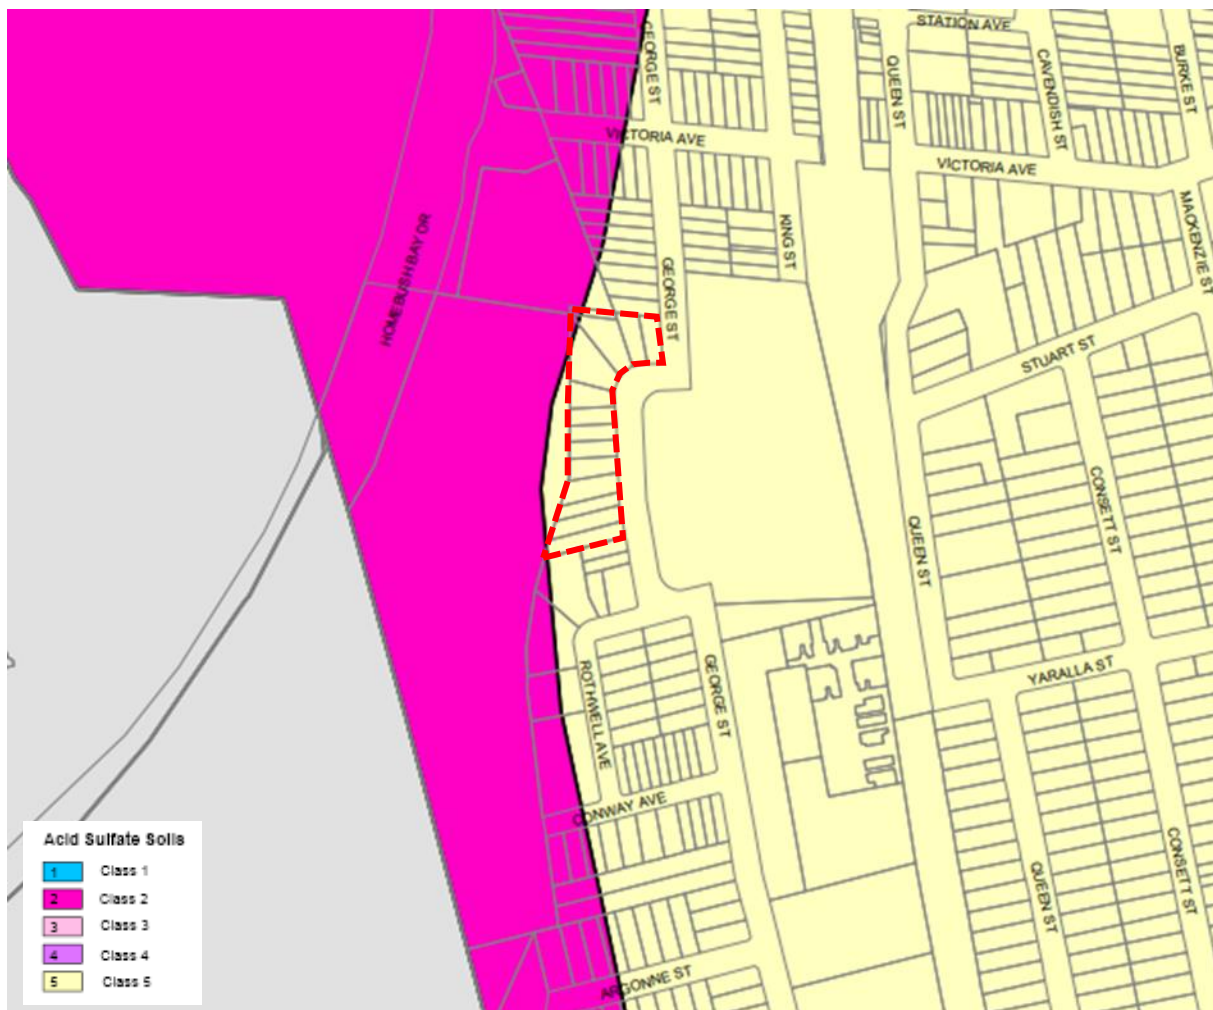 STATION AVE
GEORGE ST
QUEEN ST
CAVENDISH ST
BURKE ST
VICTORIA AVE
VICTORIA AVE
MACKENZIE ST
HOMEBUSH BAY DR
KING ST
GEORGE ST
STUART ST
CONSETT ST
QUEEN ST
ROTHWELL AVE
GEORGE ST
YARALLA ST
CONWAY AVE
CONSETT ST
QUEEN ST
ARGONNE ST
Acid Sulfate Soils
1 Class 1
2 Class 2
3 Class 3
4 Class 4
5 Class 5